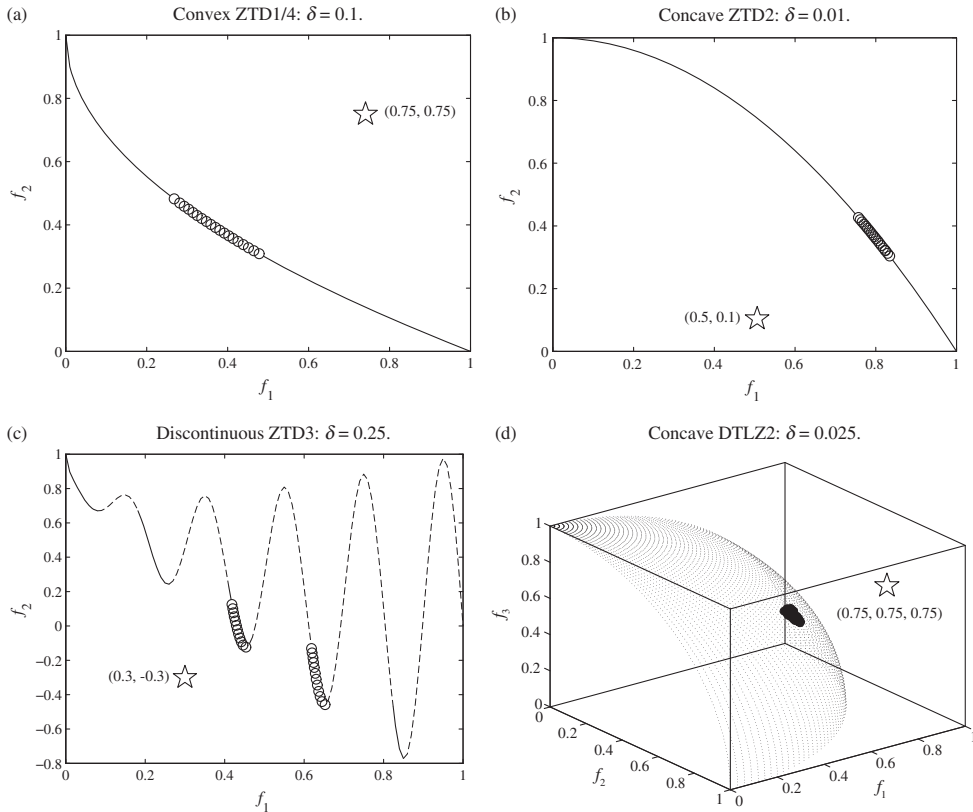 (a)
Convex ZTD1/4: δ = 0.1.
1
0.8
0.6
0.4
0.2
0
f2
(0.75, 0.75)
0 0.2 0.4 0.6 0.8 1
f1
(b)
Concave ZTD2: δ = 0.01.
1
0.8
0.6
0.4
0.2
0
f2
(0.5, 0.1)
0 0.2 0.4 0.6 0.8 1
f1
(c)
Discontinuous ZTD3: δ = 0.25.
1
0.8
0.6
0.4
0.2
0
−0.2
−0.4
−0.6
−0.8
f2
(0.3, -0.3)
0 0.2 0.4 0.6 0.8 1
f1
(d)
Concave DTLZ2: δ = 0.025.
1
0.8
0.6
0.4
0.2
0
f3
(0.75, 0.75, 0.75)
0
0.2
0.4
0.6
0.8
1
f2
0
0.2
0.4
0.6
0.8
1
f1